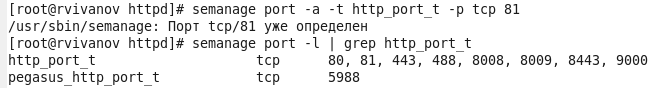 [root@rvivanov httpd]# semanage port -a -t http_port_t -p tcp 81
/usr/sbin/semanage: Порт tcp/81 уже определен
[root@rvivanov httpd]# semanage port -l | grep http_port_t
http_port_t                    tcp      80, 81, 443, 488, 8008, 8009, 8443, 9000
pegasus_http_port_t            tcp      5988